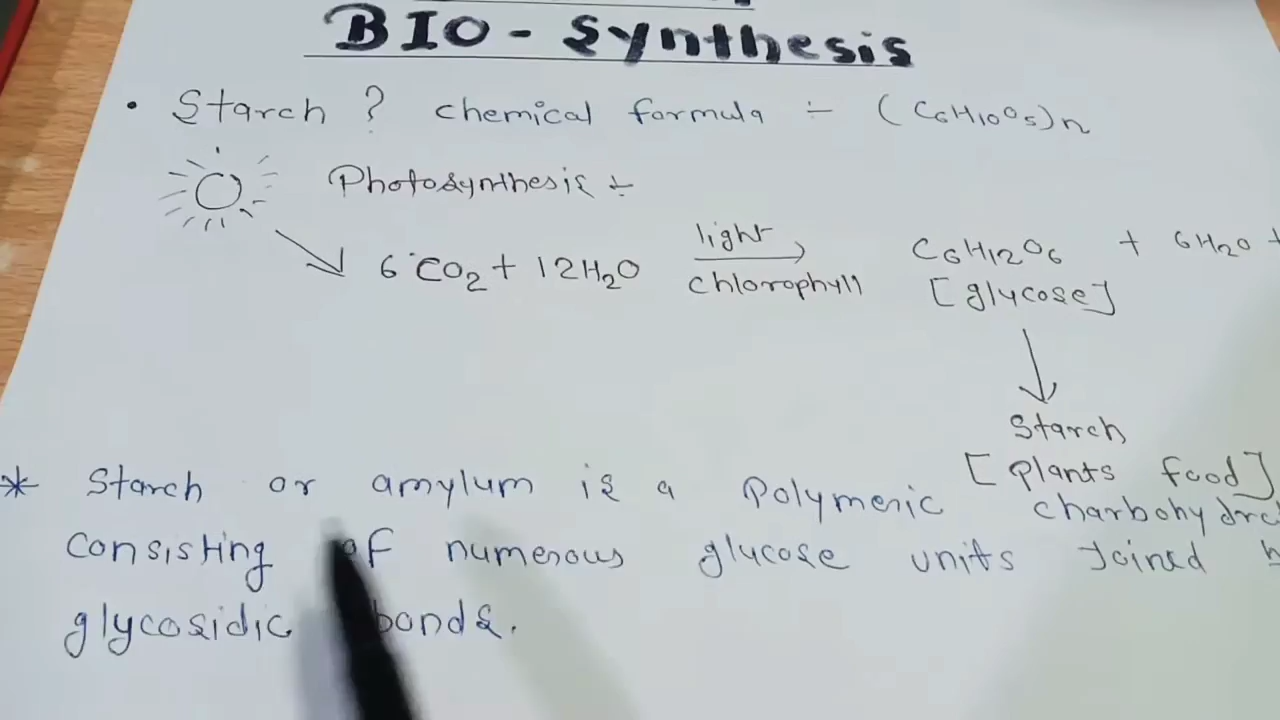 BIO - Synthesis
• Starch ? chemical formula ÷ (C6H10O5)n
Photosynthesis ÷
6 CO2 + 12H2O light chlorophyll C6H12O6 + 6H2O +
[glycose]
Starch
[plants food]
* Starch or amylum is a polymeric charbohydrc
consisting of numerous glucose units Joined
glycosidic bonds.